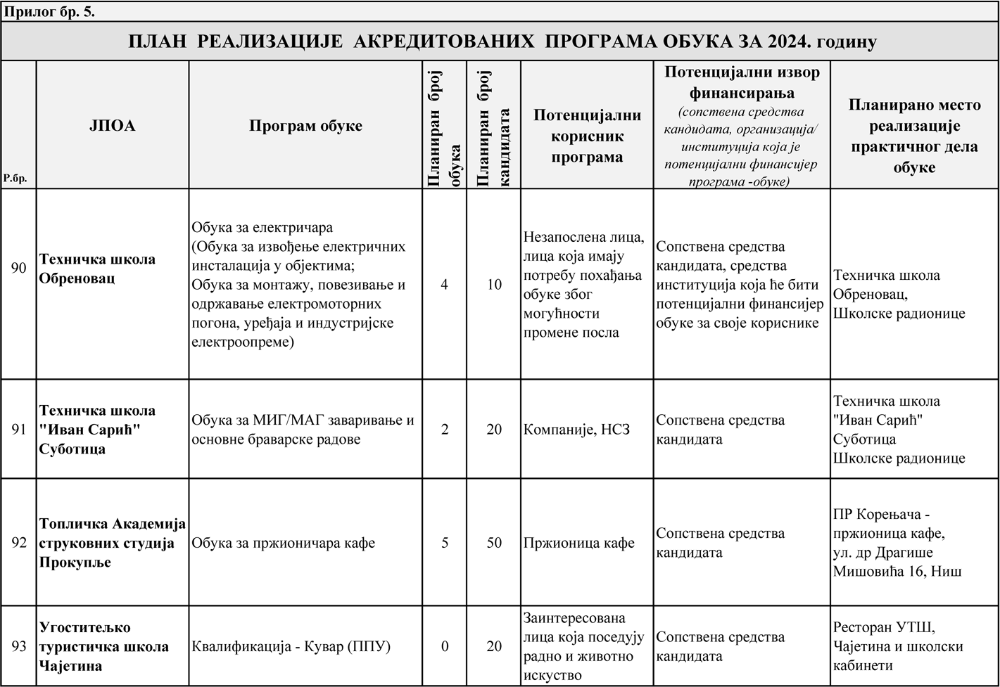 Прилог бр. 5.
ПЛАН РЕАЛИЗАЦИЈЕ АКРЕДИТОВАНИХ ПРОГРАМА ОБУКА ЗА 2024. годину
Р.бр.
ЈПОА
Програм обуке
Планиран број
обука
Планиран број
кандидата
Потенцијални
корисник
програма
Потенцијални извор
финансирања
(сопствена средства
кандидата, организација/
институција која је
потенцијални финансијер
програма -обуке)
Планирано место
реализације
практичног дела
обуке
90
Техничка школа
Обреновац
Обука за електричара
(Обука за извођење електричних
инсталација у објектима;
Обука за монтажу, повезивање и
одржавање електромоторних
погона, уређаја и индустријске
електроопреме)
4
10
Незапослена лица,
лица која имају
потребу похађања
обуке због
могућности
промене посла
Сопствена средства
кандидата, средства
институција која ће бити
потенцијални финансијер
обуке за своје кориснике
Техничка школа
Обреновац,
Школске радионице
91
Техничка школа
"Иван Сарић"
Суботица
Обука за МИГ/МАГ заваривање и
основне браварске радове
2
20
Компаније, НСЗ
Сопствена средства
кандидата
Техничка школа
"Иван Сарић"
Суботица
Школске радионице
92
Топличка Академија
струковних студија
Прокупље
Обука за пржионичара кафе
5
50
Пржионица кафе
Сопствена средства
кандидата
ПР Корењача -
пржионица кафе,
ул. др Драгише
Мишовића 16, Ниш
93
Угоститељко
туристичка школа
Чајетина
Квалификација - Кувар (ППУ)
0
20
Заинтересована
лица која поседују
радно и животно
искуство
Сопствена средства
кандидата
Ресторан УТШ,
Чајетина и школски
кабинети